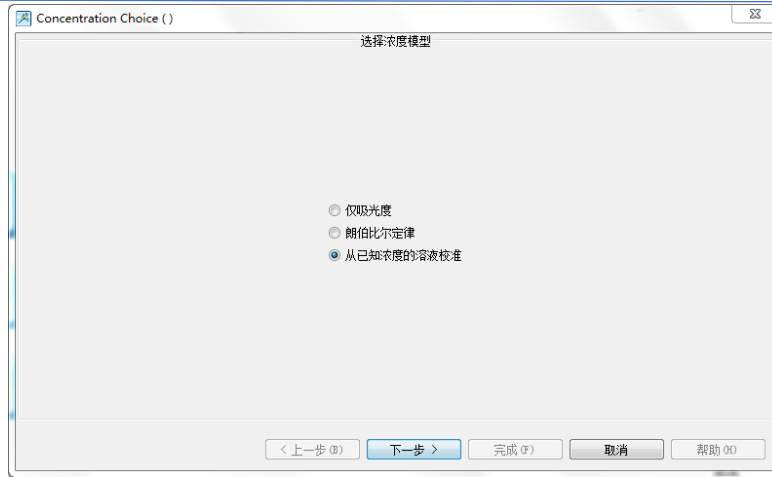 Concentration Choice ( )
选择浓度模型
仅吸光度
朗伯比尔定律
从已知浓度的溶液校准
< 上一步(B) 下一步 > 完成(F) 取消 帮助(H)